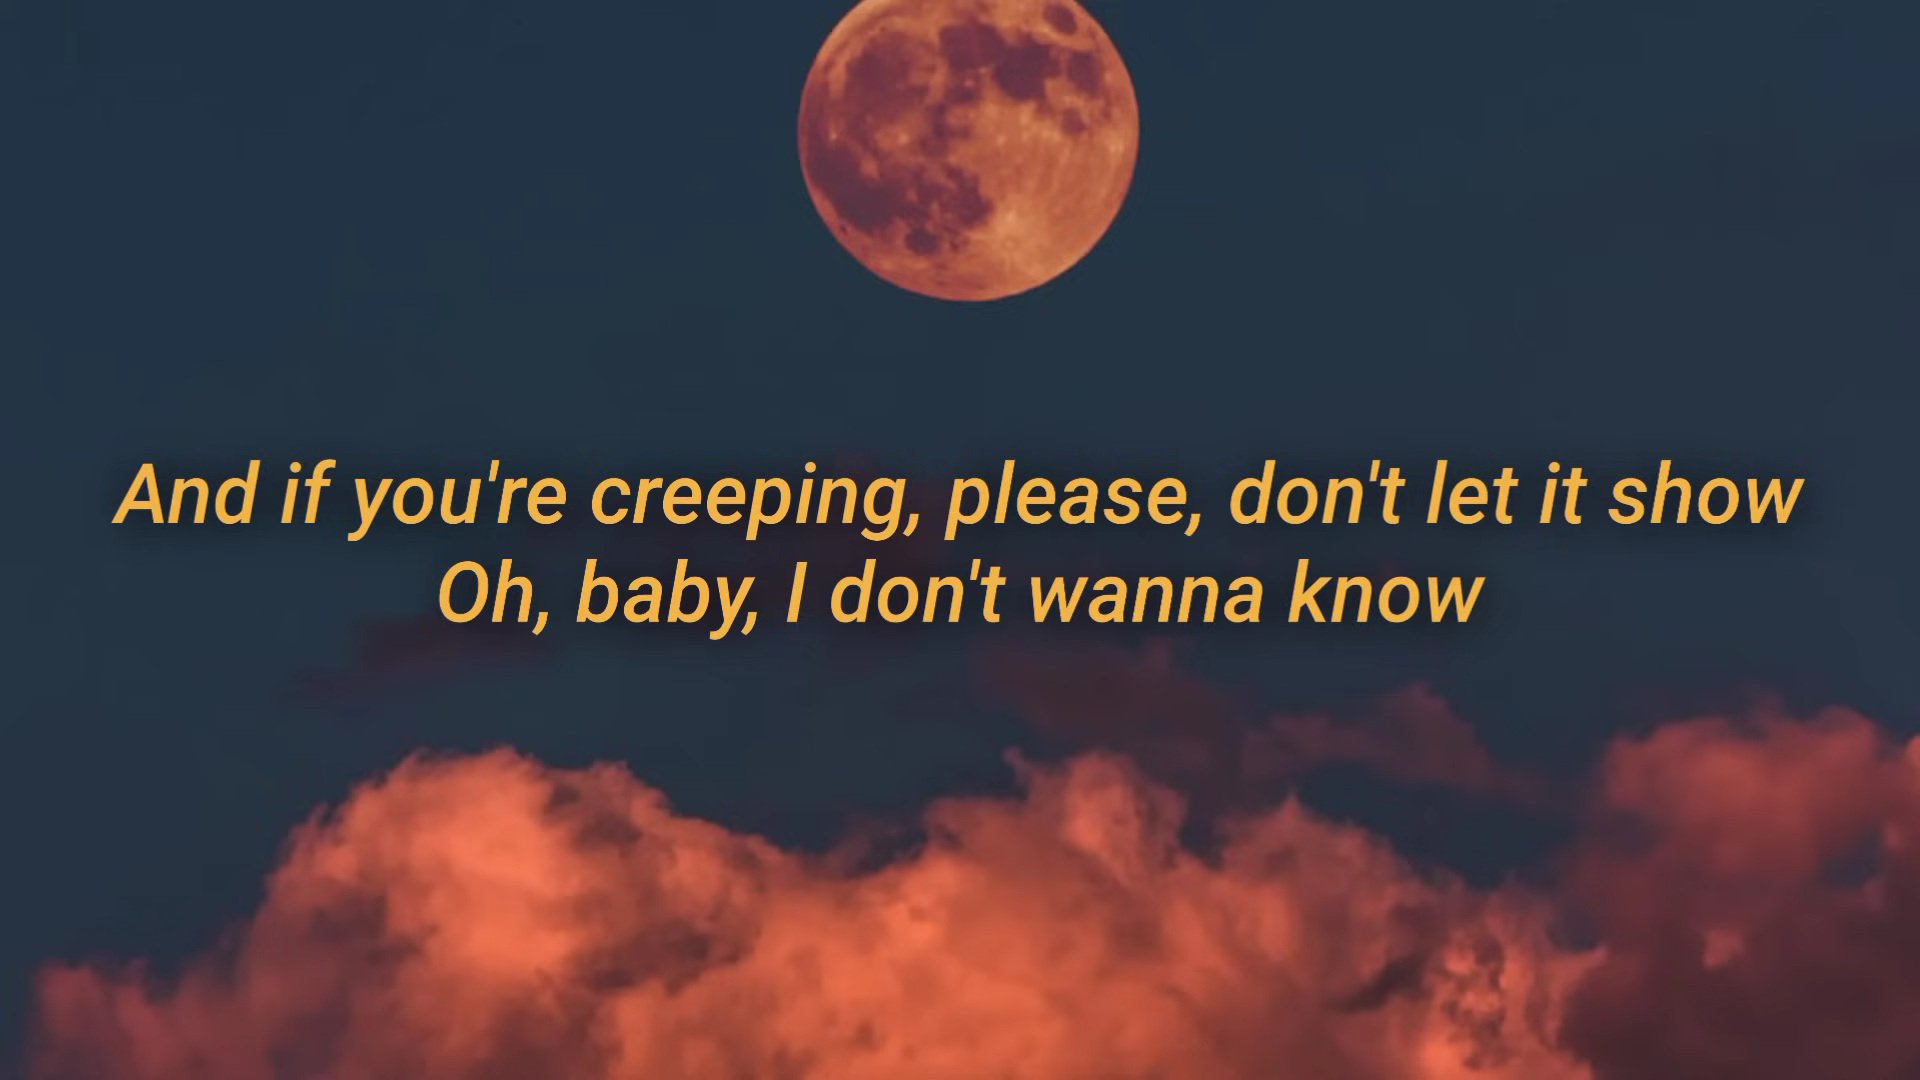 And if you're creeping, please, don't let it show
Oh, baby, I don't wanna know